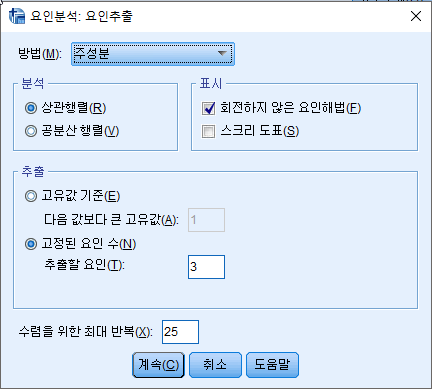 요인분석: 요인추출
방법(M): 주성분
분석
상관행렬(R)
공분산 행렬(V)
표시
회전하지 않은 요인해법(F)
스크리 도표(S)
추출
고유값 기준(E)
다음 값보다 큰 고유값(A): 1
고정된 요인 수(N)
추출할 요인(T): 3
수렴을 위한 최대 반복(X): 25
계속(C) 취소 도움말